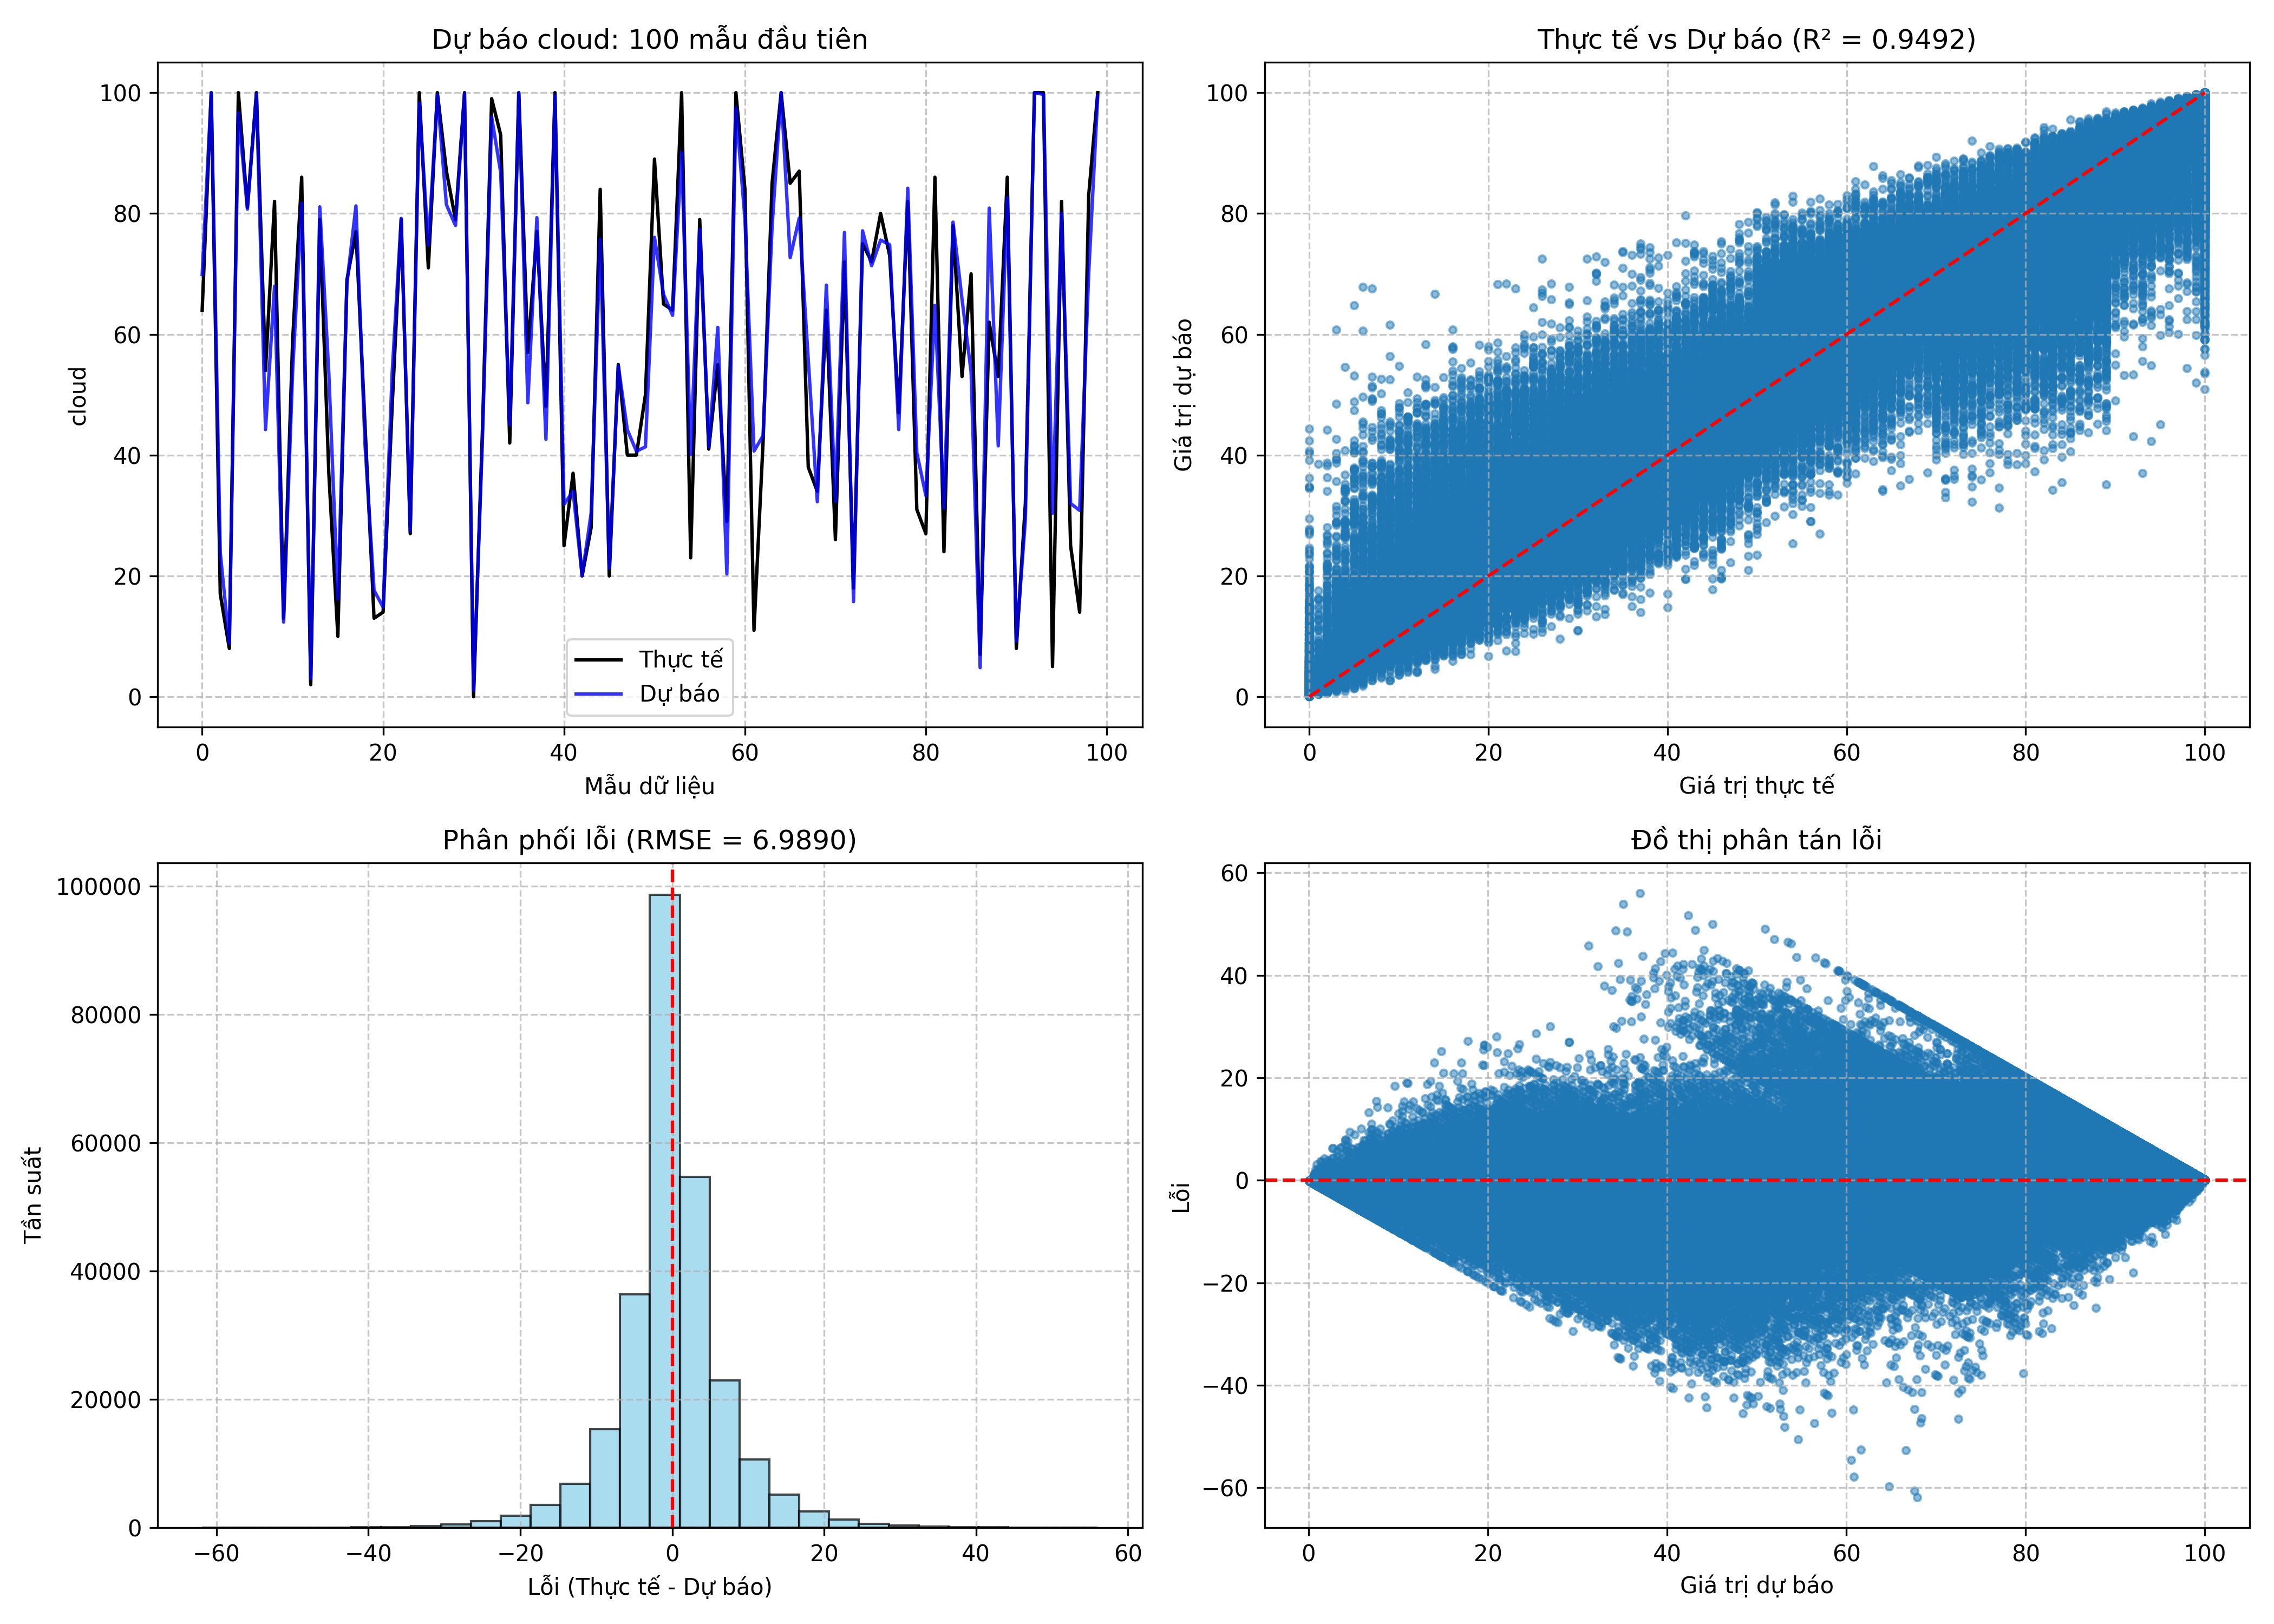 Dự báo cloud: 100 mẫu đầu tiên
100
80
60
40
20
0
cloud
Thực tế
Dự báo
0 20 40 60 80 100
Mẫu dữ liệu
Thực tế vs Dự báo (R² = 0.9492)
100
80
60
40
20
0
Giá trị dự báo
0 20 40 60 80 100
Giá trị thực tế
Phân phối lỗi (RMSE = 6.9890)
100000
80000
60000
40000
20000
0
Tần suất
−60 −40 −20 0 20 40 60
Lỗi (Thực tế - Dự báo)
Đồ thị phân tán lỗi
60
40
20
0
−20
−40
−60
Lỗi
0 20 40 60 80 100
Giá trị dự báo